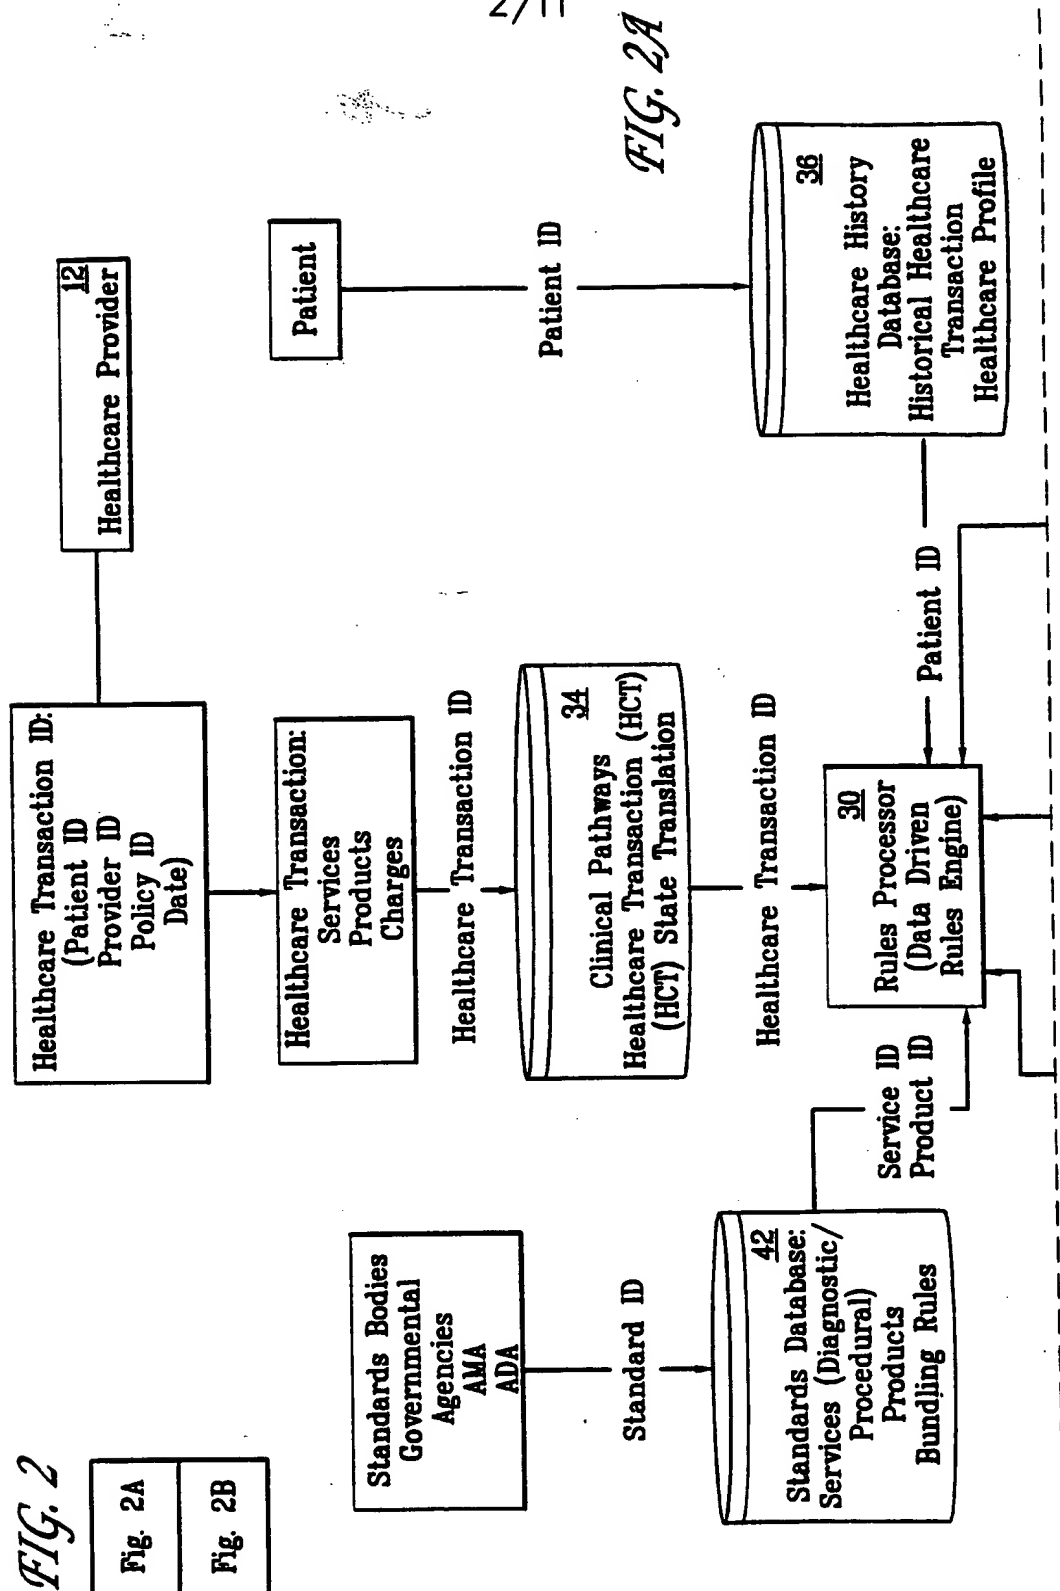 2/11
FIG. 2
Fig. 2A
Fig. 2B
FIG. 2A
Healthcare Transaction ID:
(Patient ID
Provider ID
Policy ID
Date)
12
Healthcare Provider
Healthcare Transaction:
Services
Products
Charges
Patient
Standards Bodies
Governmental
Agencies
AMA
ADA
Healthcare Transaction ID
Patient ID
Standard ID
34
Clinical Pathways
Healthcare Transaction (HCT)
(HCT) State Translation
42
Standards Database:
Services (Diagnostic/
Procedural)
Products
Bundling Rules
36
Healthcare History
Database:
Historical Healthcare
Transaction
Healthcare Profile
Healthcare Transaction ID
Service ID
Product ID
Patient ID
30
Rules Processor
(Data Driven
Rules Engine)